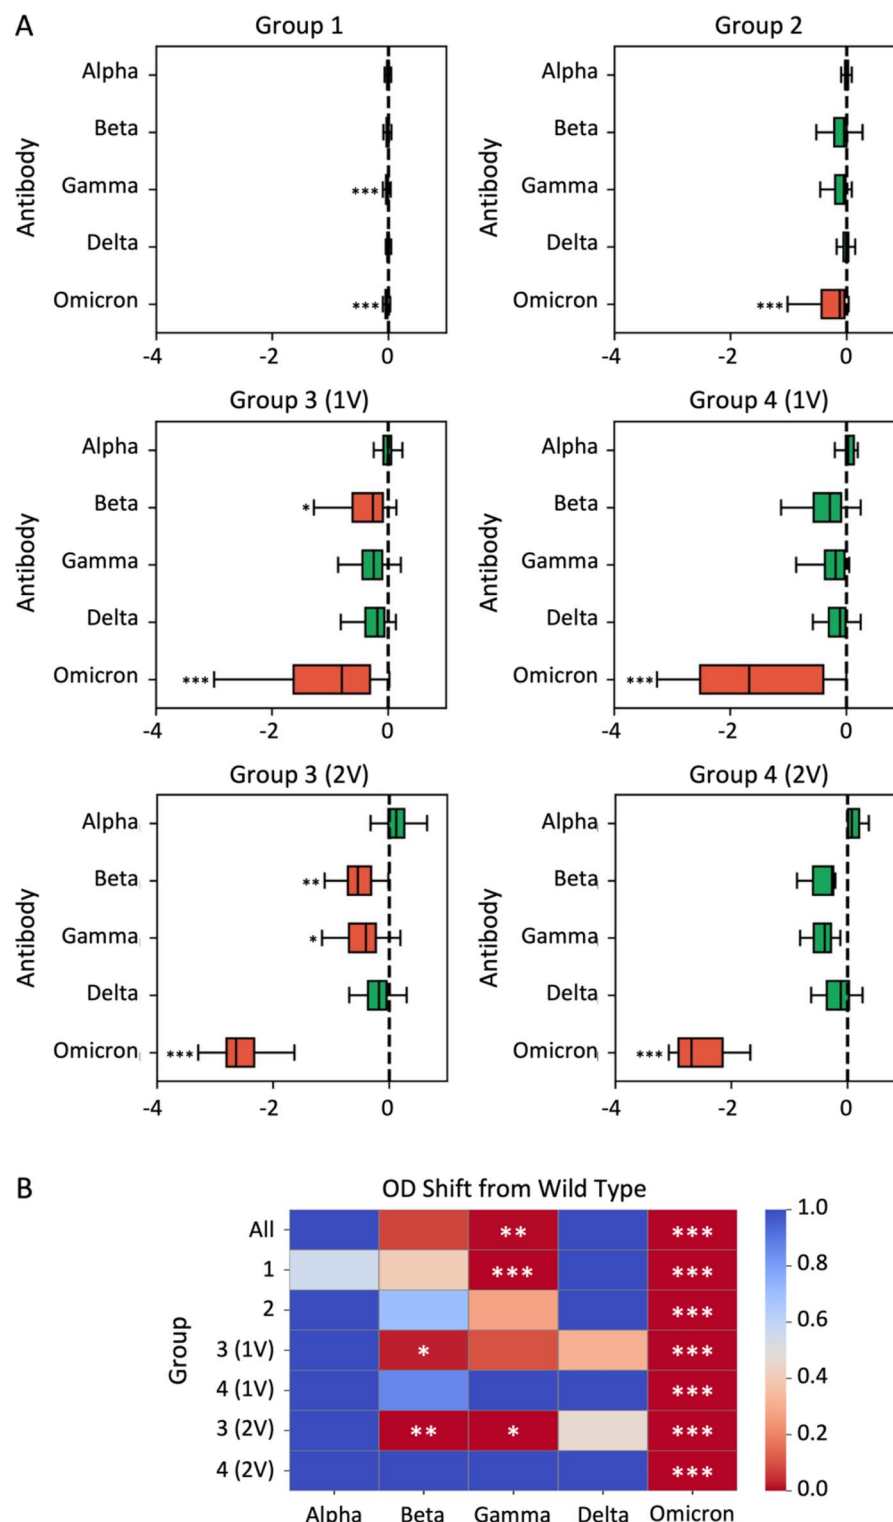 A
Group 1
Antibody
Alpha
Beta
Gamma ***
Delta
Omicron ***
-4 -2 0
Group 2
Antibody
Alpha
Beta
Gamma
Delta
Omicron ***
-4 -2 0
Group 3 (1V)
Antibody
Alpha
Beta *
Gamma
Delta
Omicron ***
-4 -2 0
Group 4 (1V)
Antibody
Alpha
Beta
Gamma
Delta
Omicron ***
-4 -2 0
Group 3 (2V)
Antibody
Alpha
Beta **
Gamma *
Delta
Omicron ***
-4 -2 0
Group 4 (2V)
Antibody
Alpha
Beta
Gamma
Delta
Omicron ***
-4 -2 0
B
OD Shift from Wild Type
Group
All ** ***
1 *** ***
2 ***
3 (1V) * ***
4 (1V) ***
3 (2V) ** * ***
4 (2V) ***
Alpha Beta Gamma Delta Omicron
1.0
0.8
0.6
0.4
0.2
0.0